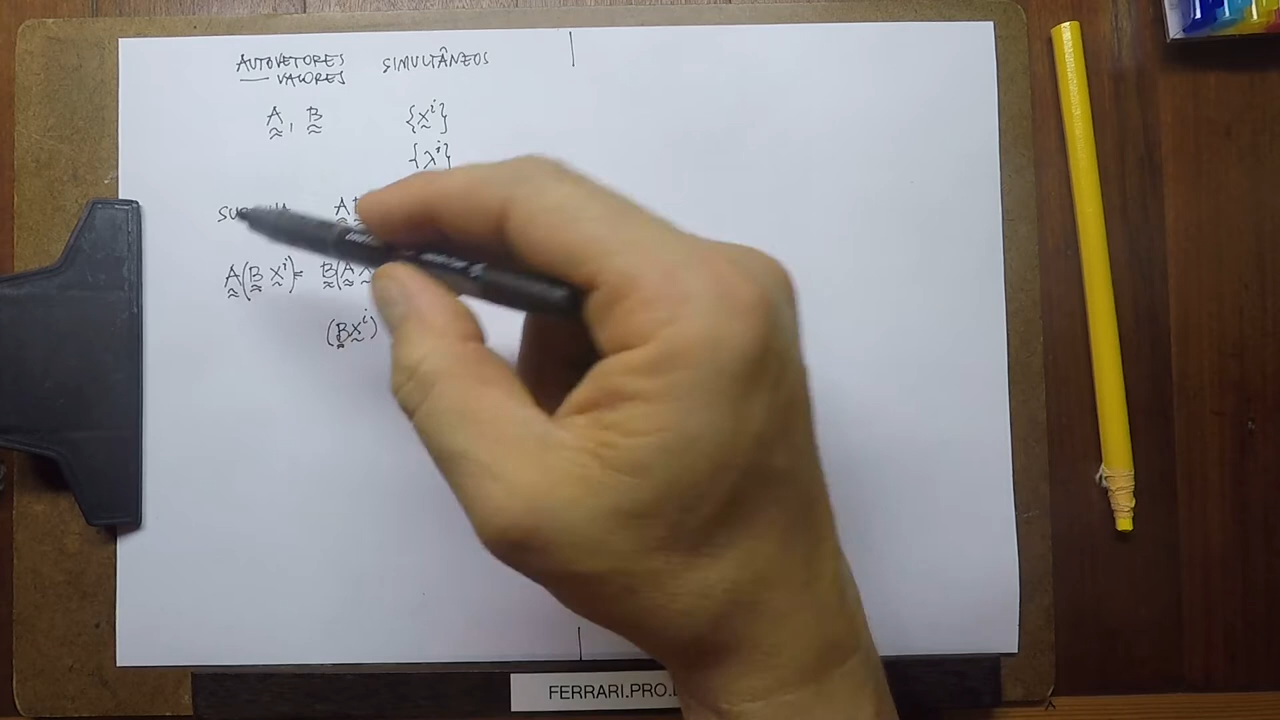 AUTOVETORES SIMULTÂNEOS
— VALORES
A, B {x^i}
{λ^i}
A
A(B x^i) = B(A x
(Bx^i)
FERRARI.PRO.